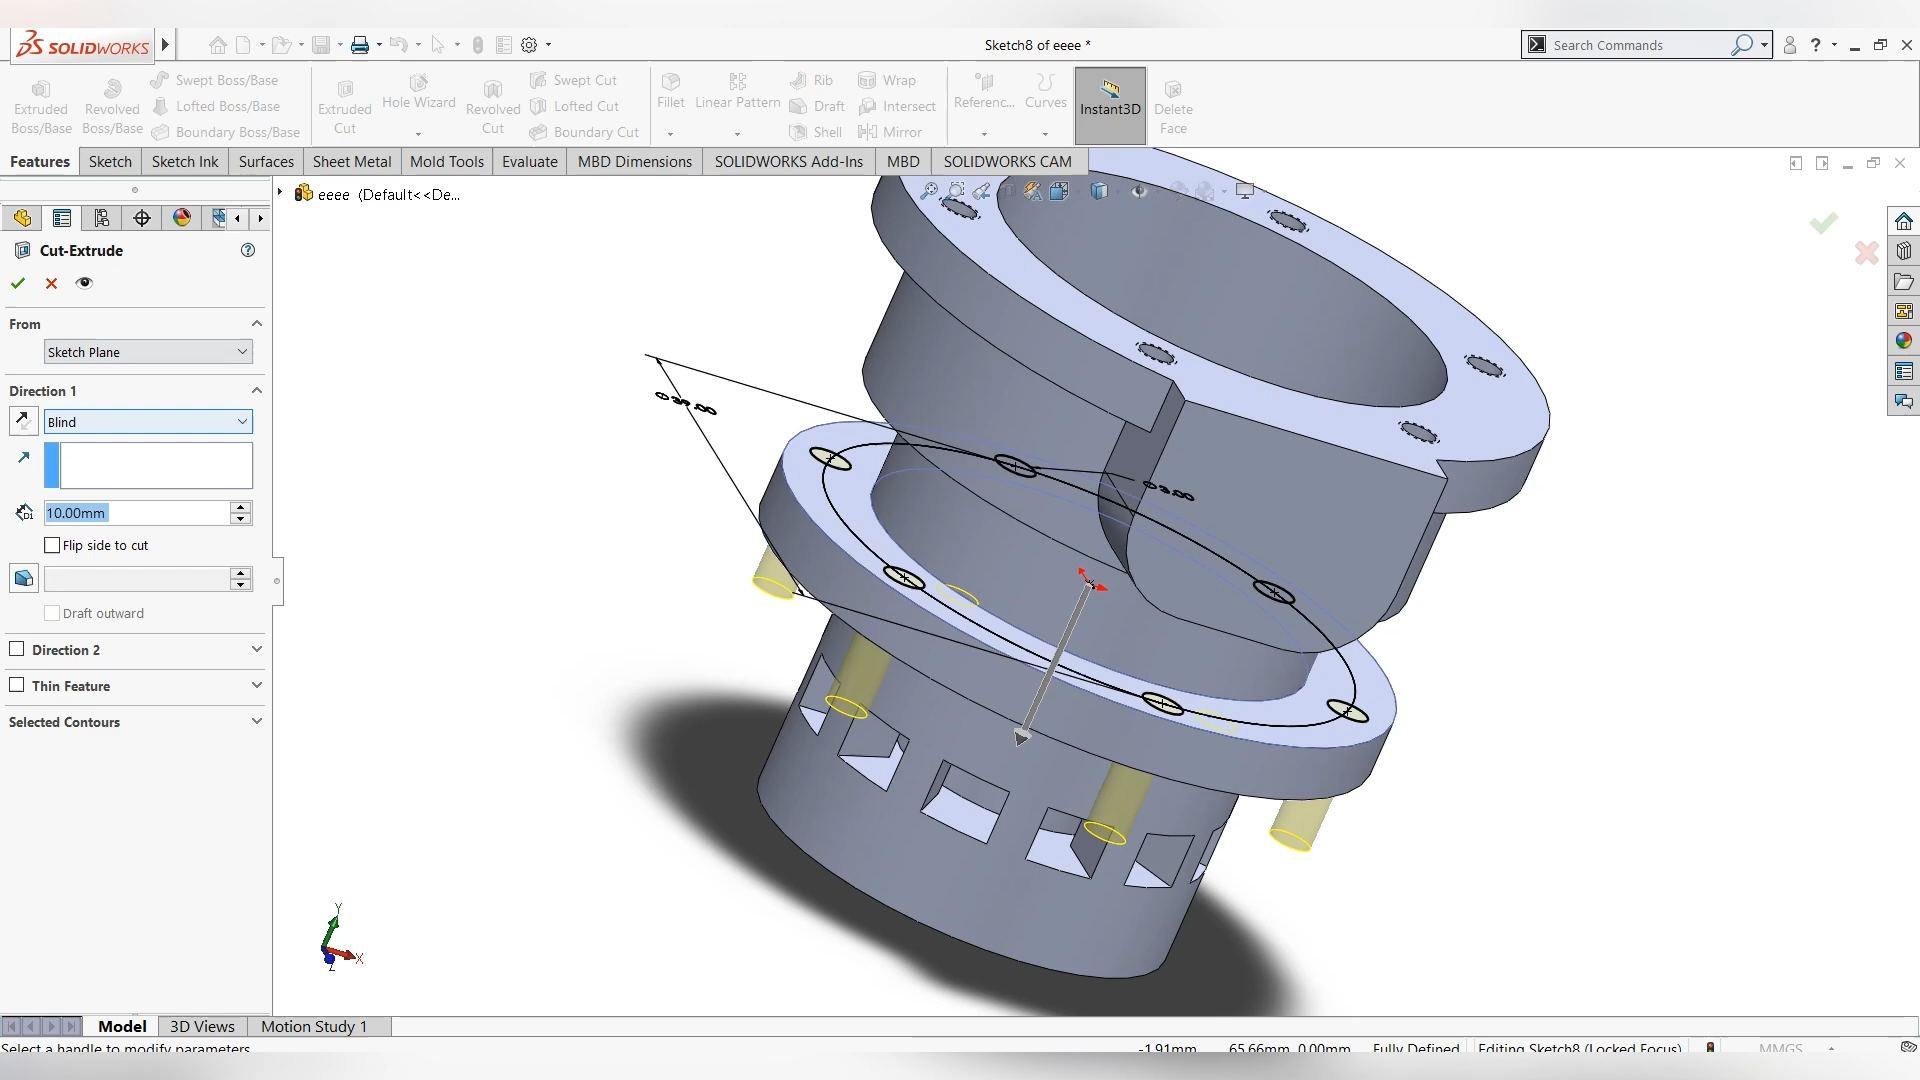 SOLIDWORKS
Sketch8 of eeee *
Search Commands
?
Extruded Boss/Base
Revolved Boss/Base
Swept Boss/Base
Lofted Boss/Base
Boundary Boss/Base
Extruded Cut
Hole Wizard
Revolved Cut
Swept Cut
Lofted Cut
Boundary Cut
Fillet
Linear Pattern
Rib
Draft
Shell
Wrap
Intersect
Mirror
Referenc...
Curves
Instant3D
Delete Face
Features
Sketch
Sketch Ink
Surfaces
Sheet Metal
Mold Tools
Evaluate
MBD Dimensions
SOLIDWORKS Add-Ins
MBD
SOLIDWORKS CAM
eeee (Default<<De...
Cut-Extrude
From
Sketch Plane
Direction 1
Blind
10.00mm
Flip side to cut
Draft outward
Direction 2
Thin Feature
Selected Contours
Y
X
Z
Model
3D Views
Motion Study 1
Select a handle to modify parameters
-1.91mm
65.66mm 0.00mm
Fully Defined
Editing Sketch8 (Locked Focus)
MMGS